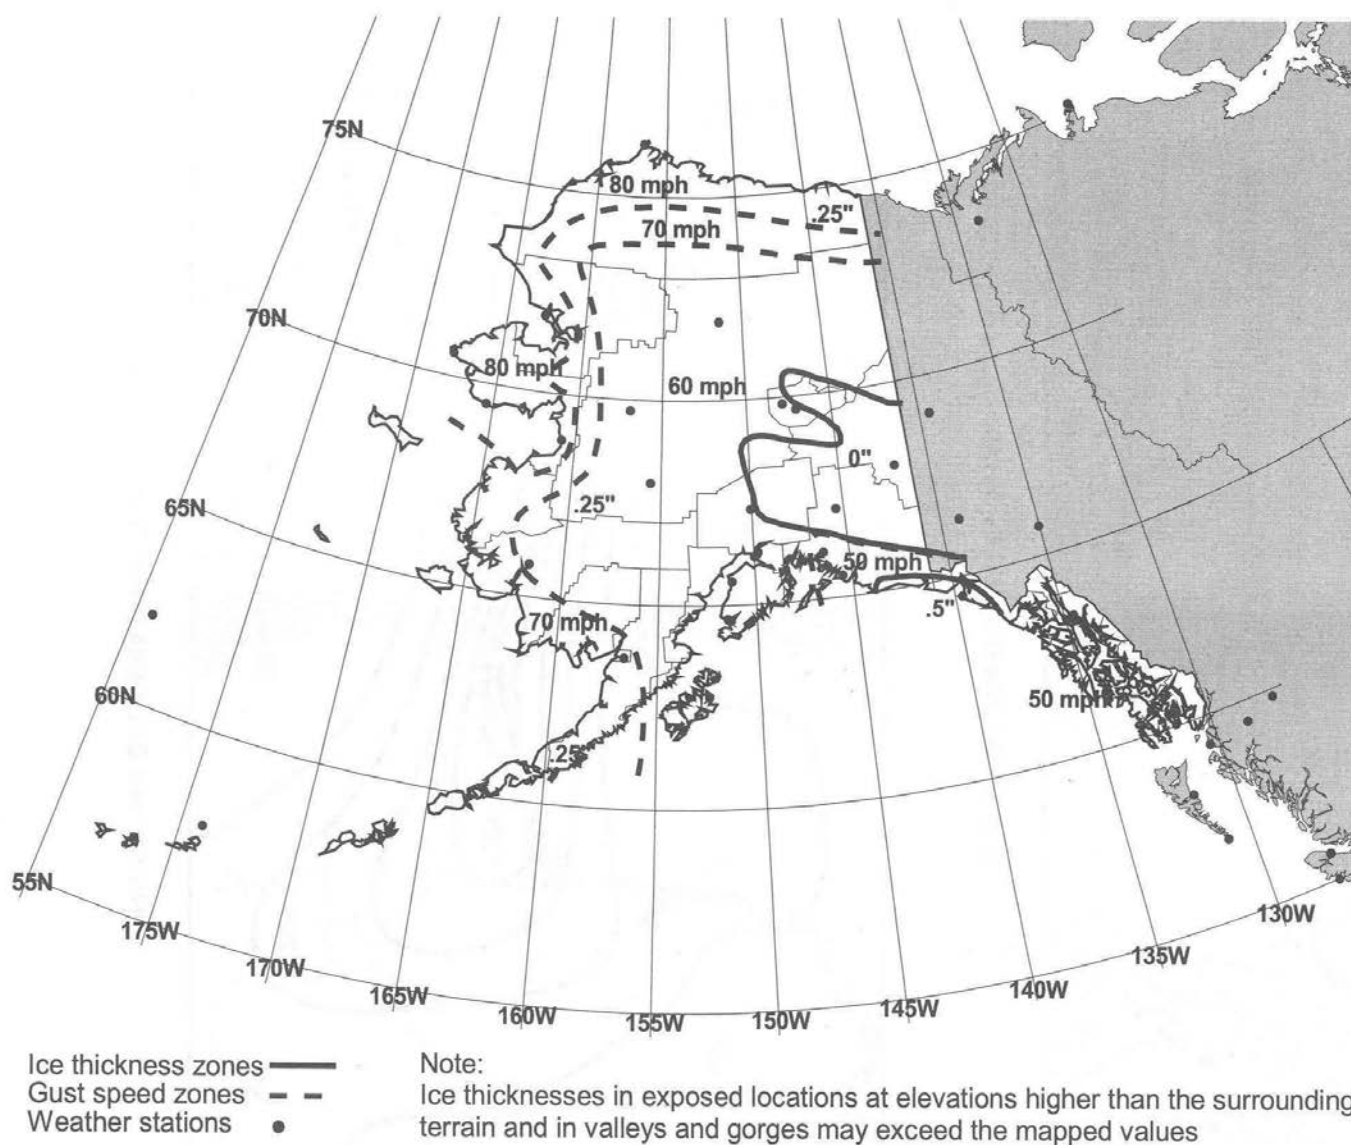 75N
80 mph
.25"
70 mph
70N
80 mph
60 mph
0"
.25"
65N
50 mph
.5"
70 mph
60N
50 mph
.25"
55N
175W
170W
165W
160W
155W
150W
145W
140W
135W
130W
Ice thickness zones
Gust speed zones
Weather stations
Note:
Ice thicknesses in exposed locations at elevations higher than the surrounding
terrain and in valleys and gorges may exceed the mapped values